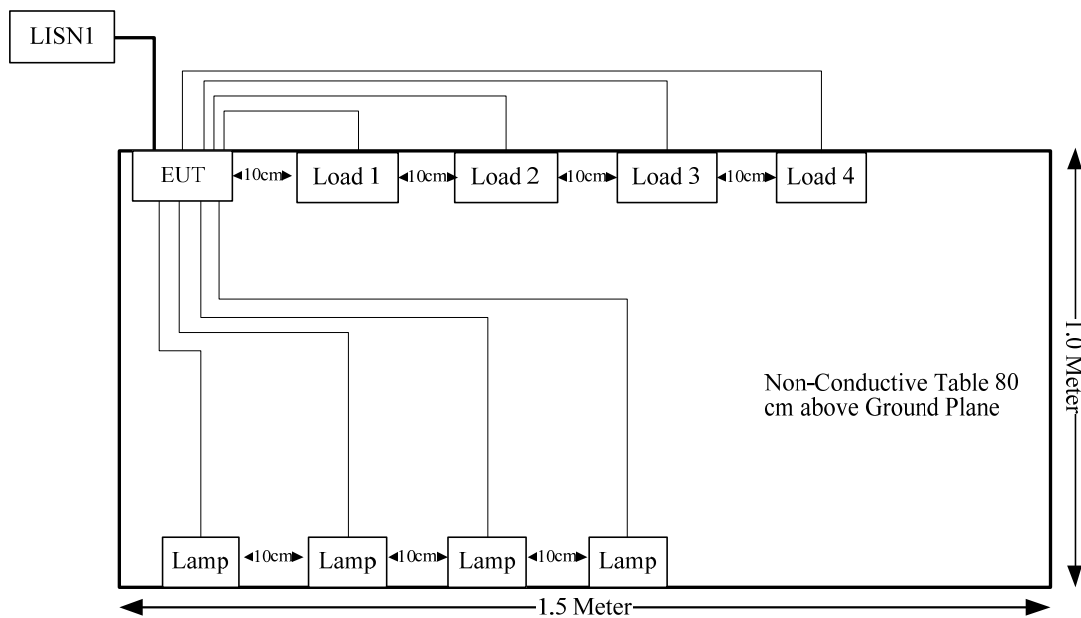 LISN1
EUT
10cm
Load 1
10cm
Load 2
10cm
Load 3
10cm
Load 4
Non-Conductive Table 80
cm above Ground Plane
1.0 Meter
Lamp
10cm
Lamp
10cm
Lamp
10cm
Lamp
1.5 Meter